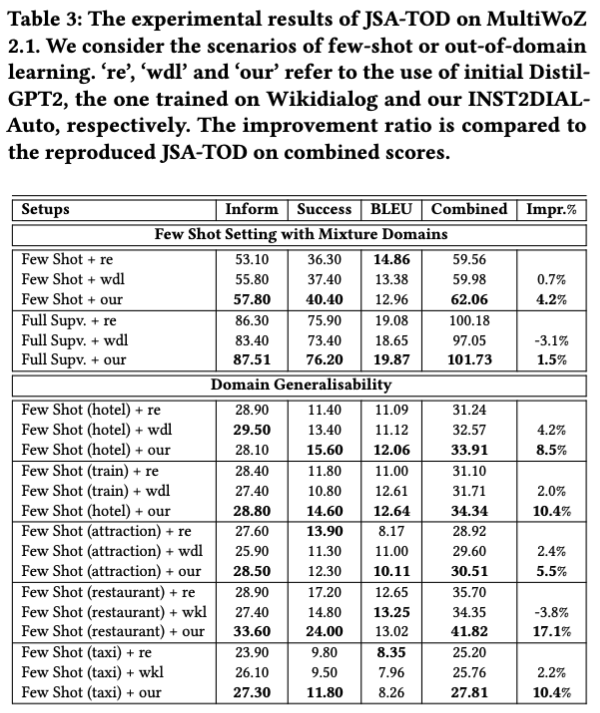 Table 3: The experimental results of JSA-TOD on MultiWoZ
2.1. We consider the scenarios of few-shot or out-of-domain
learning. ‘re’, ‘wdl’ and ‘our’ refer to the use of initial Distil-
GPT2, the one trained on Wikidialog and our INST2DIAL-
Auto, respectively. The improvement ratio is compared to
the reproduced JSA-TOD on combined scores.
Setups Inform Success BLEU Combined Impr.%
Few Shot Setting with Mixture Domains
Few Shot + re 53.10 36.30 14.86 59.56
Few Shot + wdl 55.80 37.40 13.38 59.98 0.7%
Few Shot + our 57.80 40.40 12.96 62.06 4.2%
Full Supv. + re 86.30 75.90 19.08 100.18
Full Supv. + wdl 83.40 73.40 18.65 97.05 -3.1%
Full Supv. + our 87.51 76.20 19.87 101.73 1.5%
Domain Generalisability
Few Shot (hotel) + re 28.90 11.40 11.09 31.24
Few Shot (hotel) + wdl 29.50 13.40 11.12 32.57 4.2%
Few Shot (hotel) + our 28.10 15.60 12.06 33.91 8.5%
Few Shot (train) + re 28.40 11.80 11.00 31.10
Few Shot (train) + wdl 27.40 10.80 12.61 31.71 2.0%
Few Shot (hotel) + our 28.80 14.60 12.64 34.34 10.4%
Few Shot (attraction) + re 27.60 13.90 8.17 28.92
Few Shot (attraction) + wdl 25.90 11.30 11.00 29.60 2.4%
Few Shot (attraction) + our 28.50 12.30 10.11 30.51 5.5%
Few Shot (restaurant) + re 28.90 17.20 12.65 35.70
Few Shot (restaurant) + wkl 27.40 14.80 13.25 34.35 -3.8%
Few Shot (restaurant) + our 33.60 24.00 13.02 41.82 17.1%
Few Shot (taxi) + re 23.90 9.80 8.35 25.20
Few Shot (taxi) + wkl 26.10 9.50 7.96 25.76 2.2%
Few Shot (taxi) + our 27.30 11.80 8.26 27.81 10.4%